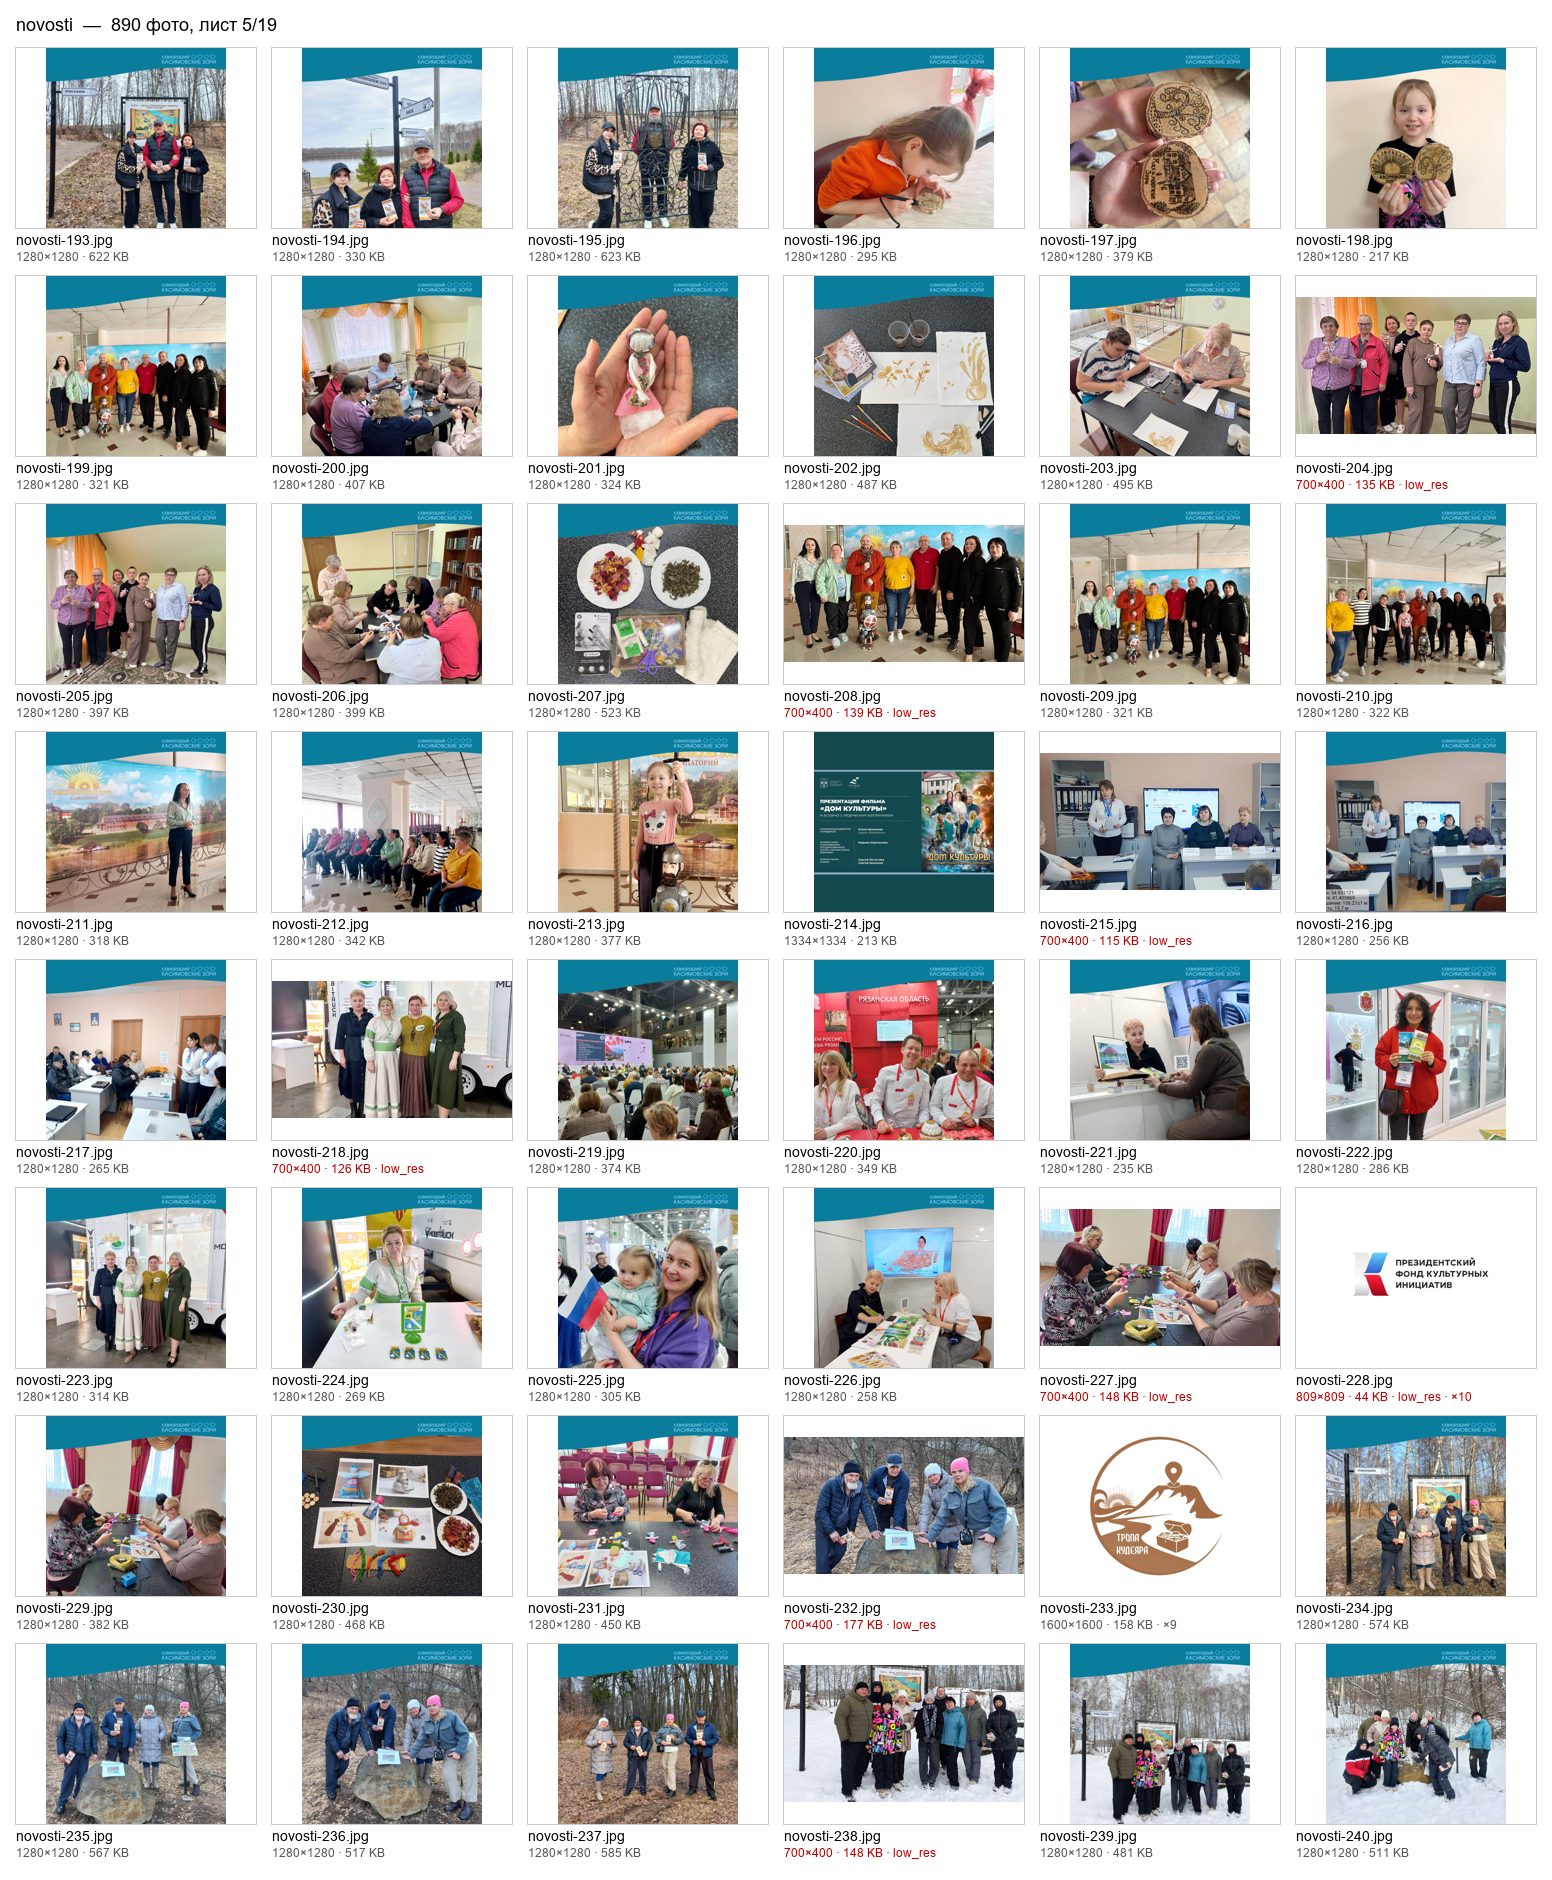 novosti — 890 фото, лист 5/19
novosti-193.jpg
1280×1280 · 622 KB
novosti-194.jpg
1280×1280 · 330 KB
novosti-195.jpg
1280×1280 · 623 KB
novosti-196.jpg
1280×1280 · 295 KB
novosti-197.jpg
1280×1280 · 379 KB
novosti-198.jpg
1280×1280 · 217 KB
novosti-199.jpg
1280×1280 · 321 KB
novosti-200.jpg
1280×1280 · 407 KB
novosti-201.jpg
1280×1280 · 324 KB
novosti-202.jpg
1280×1280 · 487 KB
novosti-203.jpg
1280×1280 · 495 KB
novosti-204.jpg
700×400 · 135 KB · low_res
novosti-205.jpg
1280×1280 · 397 KB
novosti-206.jpg
1280×1280 · 399 KB
novosti-207.jpg
1280×1280 · 523 KB
novosti-208.jpg
700×400 · 139 KB · low_res
novosti-209.jpg
1280×1280 · 321 KB
novosti-210.jpg
1280×1280 · 322 KB
ПРЕЗЕНТАЦИЯ ФИЛЬМА
«ДОМ КУЛЬТУРЫ»
ДОМ КУЛЬТУРЫ
novosti-211.jpg
1280×1280 · 318 KB
novosti-212.jpg
1280×1280 · 342 KB
novosti-213.jpg
1280×1280 · 377 KB
novosti-214.jpg
1334×1334 · 213 KB
novosti-215.jpg
700×400 · 115 KB · low_res
novosti-216.jpg
1280×1280 · 256 KB
РЯЗАНСКАЯ ОБЛАСТЬ
novosti-217.jpg
1280×1280 · 265 KB
novosti-218.jpg
700×400 · 126 KB · low_res
novosti-219.jpg
1280×1280 · 374 KB
novosti-220.jpg
1280×1280 · 349 KB
novosti-221.jpg
1280×1280 · 235 KB
novosti-222.jpg
1280×1280 · 286 KB
ПРЕЗИДЕНТСКИЙ
ФОНД КУЛЬТУРНЫХ
ИНИЦИАТИВ
novosti-223.jpg
1280×1280 · 314 KB
novosti-224.jpg
1280×1280 · 269 KB
novosti-225.jpg
1280×1280 · 305 KB
novosti-226.jpg
1280×1280 · 258 KB
novosti-227.jpg
700×400 · 148 KB · low_res
novosti-228.jpg
809×809 · 44 KB · low_res · ×10
ТРОПА
КУДЕЯРА
novosti-229.jpg
1280×1280 · 382 KB
novosti-230.jpg
1280×1280 · 468 KB
novosti-231.jpg
1280×1280 · 450 KB
novosti-232.jpg
700×400 · 177 KB · low_res
novosti-233.jpg
1600×1600 · 158 KB · ×9
novosti-234.jpg
1280×1280 · 574 KB
novosti-235.jpg
1280×1280 · 567 KB
novosti-236.jpg
1280×1280 · 517 KB
novosti-237.jpg
1280×1280 · 585 KB
novosti-238.jpg
700×400 · 148 KB · low_res
novosti-239.jpg
1280×1280 · 481 KB
novosti-240.jpg
1280×1280 · 511 KB